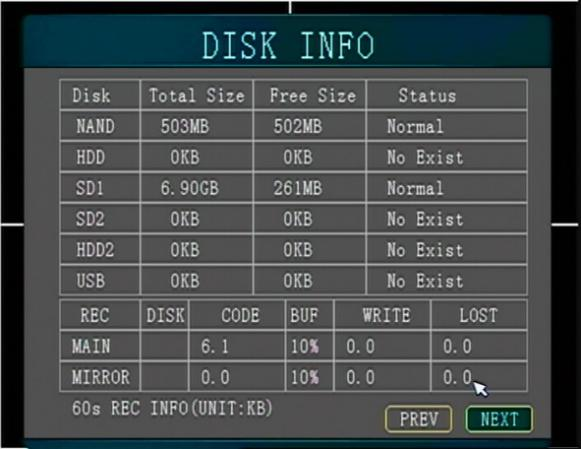 DISK INFO
Disk Total Size Free Size Status
NAND 503MB 502MB Normal
HDD 0KB 0KB No Exist
SD1 6.90GB 261MB Normal
SD2 0KB 0KB No Exist
HDD2 0KB 0KB No Exist
USB 0KB 0KB No Exist
REC DISK CODE BUF WRITE LOST
MAIN 6.1 10% 0.0 0.0
MIRROR 0.0 10% 0.0 0.0
60s REC INFO(UNIT:KB)
PREV NEXT